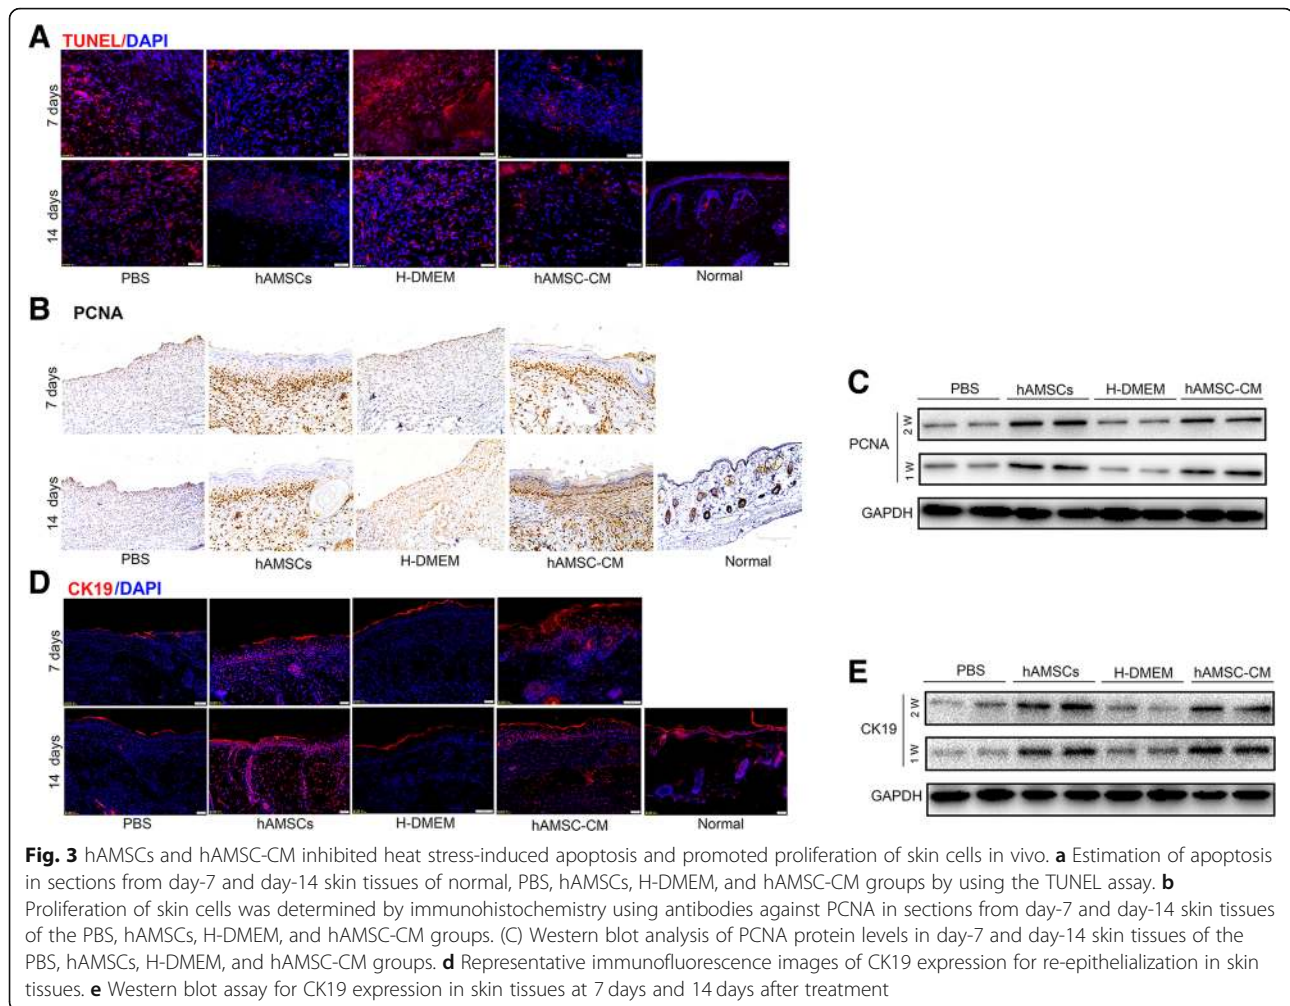 A
TUNEL/DAPI
7 days
14 days
PBS hAMSCs H-DMEM hAMSC-CM Normal
B PCNA
7 days
14 days
PBS hAMSCs H-DMEM hAMSC-CM Normal
C
PBS hAMSCs H-DMEM hAMSC-CM
PCNA
2 W
1 W
GAPDH
D CK19/DAPI
7 days
14 days
PBS hAMSCs H-DMEM hAMSC-CM Normal
E
PBS hAMSCs H-DMEM hAMSC-CM
CK19
2 W
1 W
GAPDH
Fig. 3 hAMSCs and hAMSC-CM inhibited heat stress-induced apoptosis and promoted proliferation of skin cells in vivo. a Estimation of apoptosis
in sections from day-7 and day-14 skin tissues of normal, PBS, hAMSCs, H-DMEM, and hAMSC-CM groups by using the TUNEL assay. b
Proliferation of skin cells was determined by immunohistochemistry using antibodies against PCNA in sections from day-7 and day-14 skin tissues
of the PBS, hAMSCs, H-DMEM, and hAMSC-CM groups. (C) Western blot analysis of PCNA protein levels in day-7 and day-14 skin tissues of the
PBS, hAMSCs, H-DMEM, and hAMSC-CM groups. d Representative immunofluorescence images of CK19 expression for re-epithelialization in skin
tissues. e Western blot assay for CK19 expression in skin tissues at 7 days and 14 days after treatment